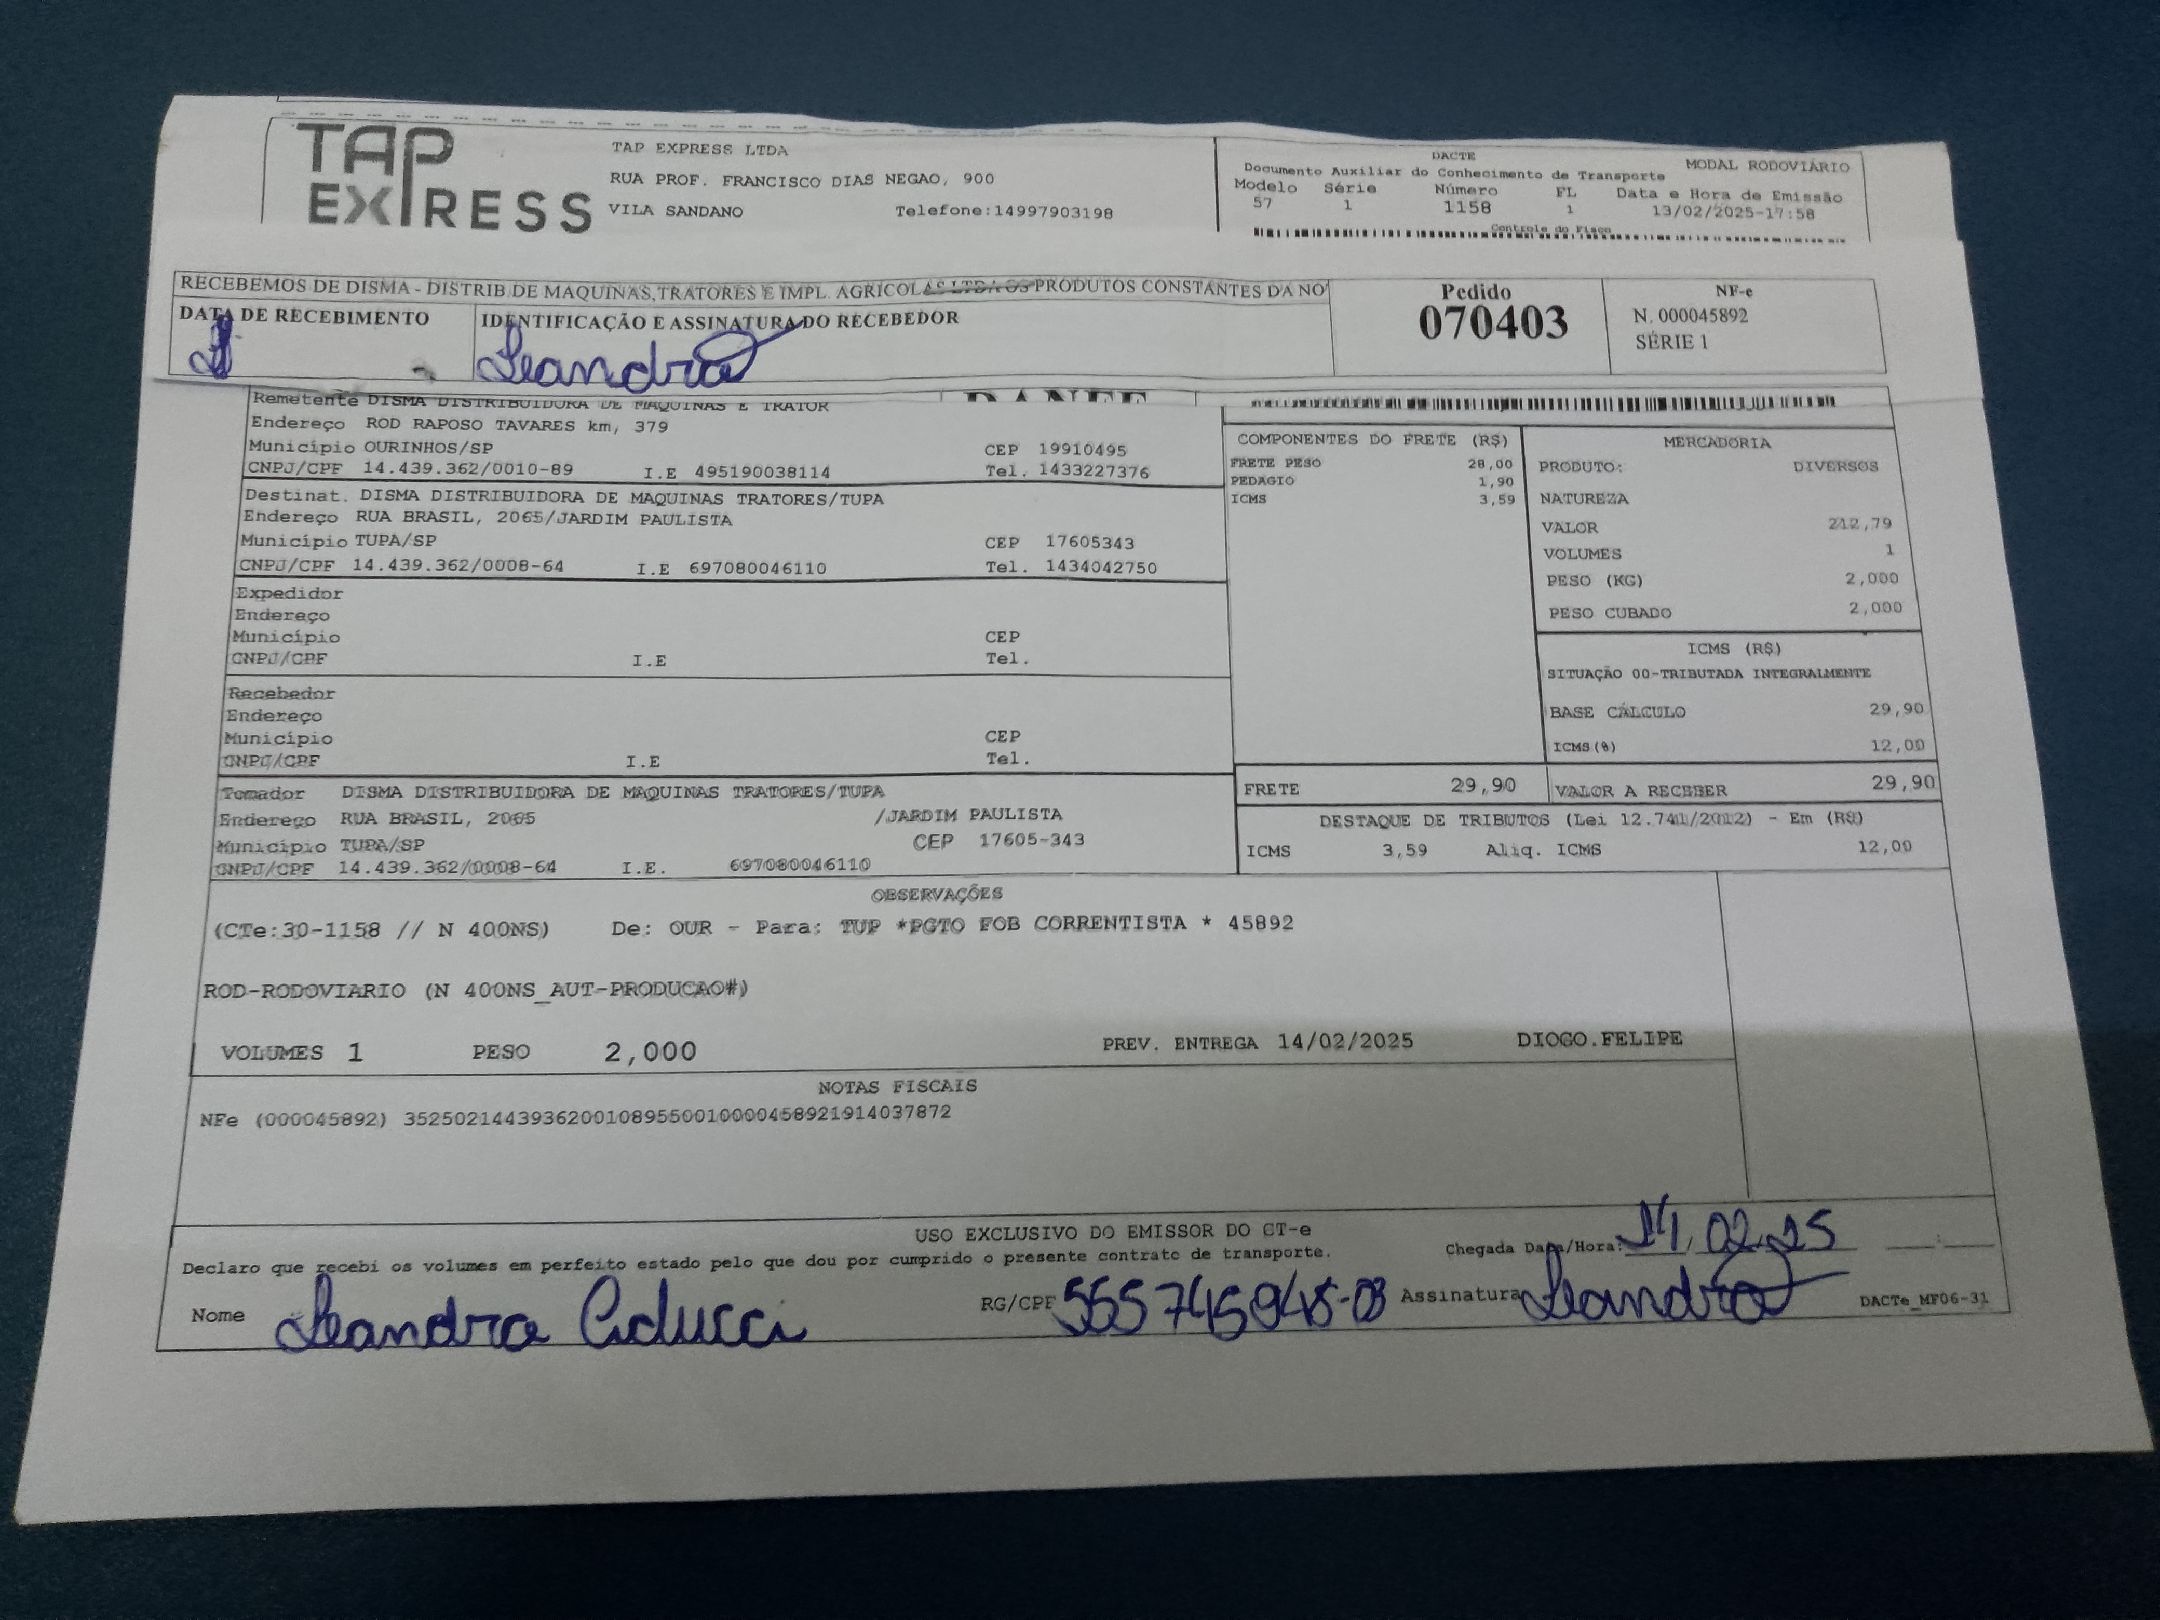 TAP EXPRESS
TAP EXPRESS LTDA
RUA PROF. FRANCISCO DIAS NEGAO, 900
VILA SANDANO Telefone:14997903198
DACTE MODAL RODOVIÁRIO
Documento Auxiliar do Conhecimento de Transporte
Modelo Série Número FL Data e Hora de Emissão
57 1 1158 1 13/02/2025-17:58
Controle do Fisco
RECEBEMOS DE DISMA - DISTRIB DE MAQUINAS,TRATORES E IMPL. AGRICOLAS LTDA OS PRODUTOS CONSTANTES DA NO
DATA DE RECEBIMENTO IDENTIFICAÇÃO E ASSINATURA DO RECEBEDOR
Leandra
Pedido
070403
NF-e
N. 000045892
SÉRIE 1
DANFE
Remetente DISMA DISTRIBUIDORA DE MAQUINAS E TRATOR
Endereço ROD RAPOSO TAVARES km, 379
Município OURINHOS/SP CEP 19910495
CNPJ/CPF 14.439.362/0010-89 I.E 495190038114 Tel. 1433227376
Destinat. DISMA DISTRIBUIDORA DE MAQUINAS TRATORES/TUPA
Endereço RUA BRASIL, 2065/JARDIM PAULISTA
Município TUPA/SP CEP 17605343
CNPJ/CPF 14.439.362/0008-64 I.E 697080046110 Tel. 1434042750
Expedidor
Endereço
Município CEP
CNPJ/CPF I.E Tel.
Recebedor
Endereço
Município CEP
CNPJ/CPF I.E Tel.
Tomador DISMA DISTRIBUIDORA DE MAQUINAS TRATORES/TUPA
Endereço RUA BRASIL, 2065 /JARDIM PAULISTA
Município TUPA/SP CEP 17605-343
CNPJ/CPF 14.439.362/0008-64 I.E. 697080046110
COMPONENTES DO FRETE (R$)
FRETE PESO 28,00
PEDAGIO 1,90
ICMS 3,59
MERCADORIA
PRODUTO: DIVERSOS
NATUREZA
VALOR 212,79
VOLUMES 1
PESO (KG) 2,000
PESO CUBADO 2,000
ICMS (R$)
SITUAÇÃO 00-TRIBUTADA INTEGRALMENTE
BASE CÁLCULO 29,90
ICMS(%) 12,00
FRETE 29,90 VALOR A RECEBER 29,90
DESTAQUE DE TRIBUTOS (Lei 12.741/2012) - Em (R$)
ICMS 3,59 Aliq. ICMS 12,00
OBSERVAÇÕES
(CTe:30-1158 // N 400NS) De: OUR - Para: TUP *PGTO FOB CORRENTISTA * 45892
ROD-RODOVIARIO (N 400NS_AUT-PRODUCAO#)
VOLUMES 1 PESO 2,000 PREV. ENTREGA 14/02/2025 DIOGO.FELIPE
NOTAS FISCAIS
NFe (000045892) 35250214439362001089550010000458921914037872
USO EXCLUSIVO DO EMISSOR DO CT-e
Declaro que recebi os volumes em perfeito estado pelo que dou por cumprido o presente contrato de transporte. Chegada Data/Hora: 14, 02, 25
Nome Leandra RG/CPF Assinatura Leandra DACTe_MF06-31